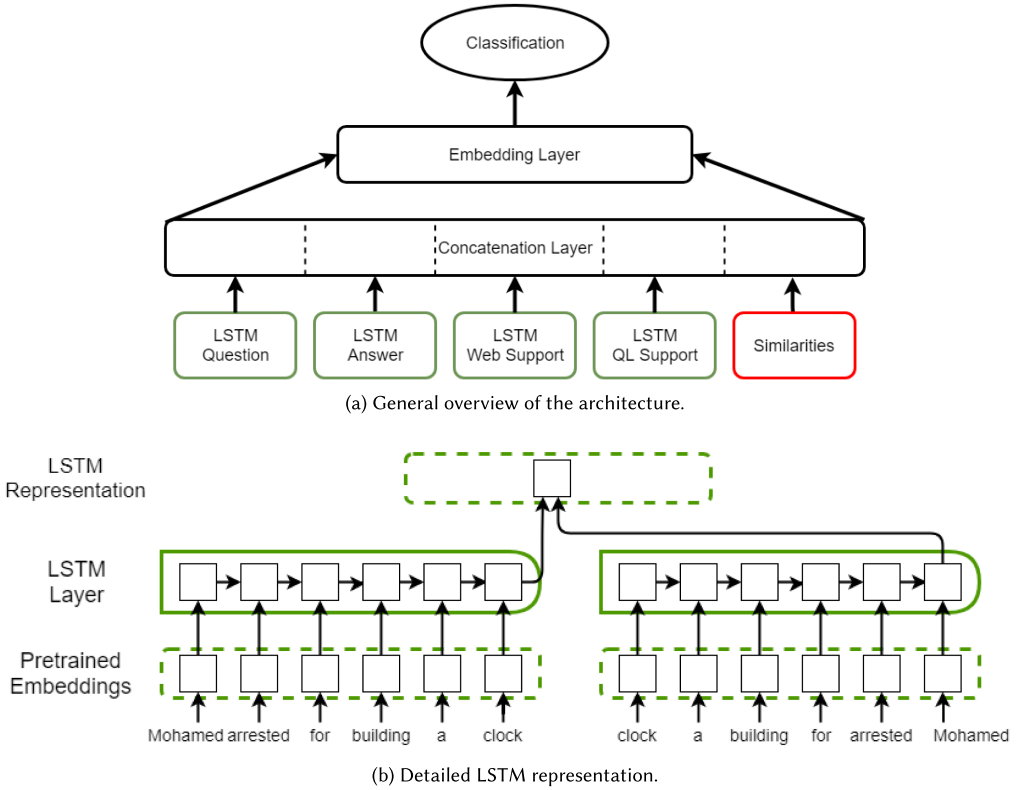 Classification
Embedding Layer
Concatenation Layer
LSTM
Question
LSTM
Answer
LSTM
Web Support
LSTM
QL Support
Similarities
(a) General overview of the architecture.
LSTM
Representation
LSTM
Layer
Pretrained
Embeddings
Mohamed arrested for building a clock
clock a building for arrested Mohamed
(b) Detailed LSTM representation.